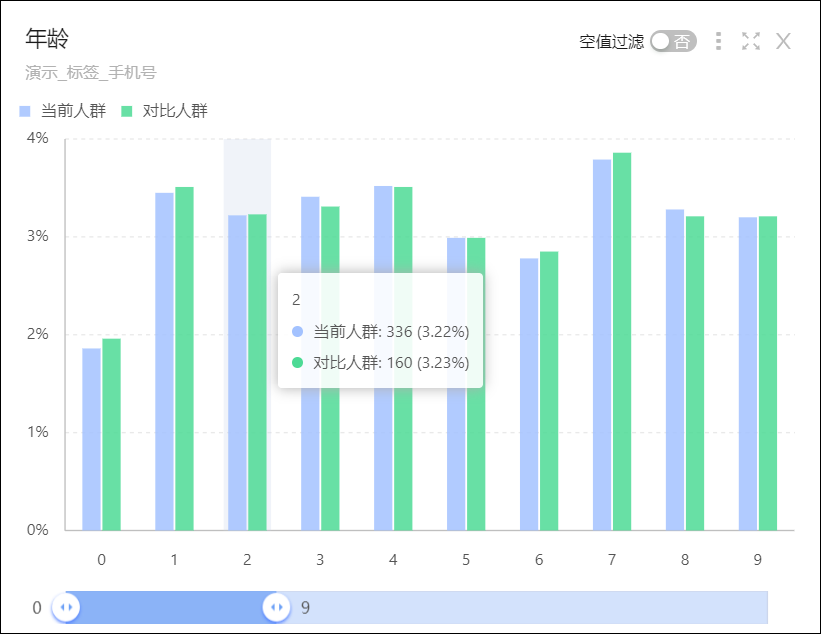 年龄
空值过滤 否
演示_标签_手机号
当前人群 对比人群
4%
3%
2%
1%
0%
2
当前人群: 336 (3.22%)
对比人群: 160 (3.23%)
0 1 2 3 4 5 6 7 8 9
0 9